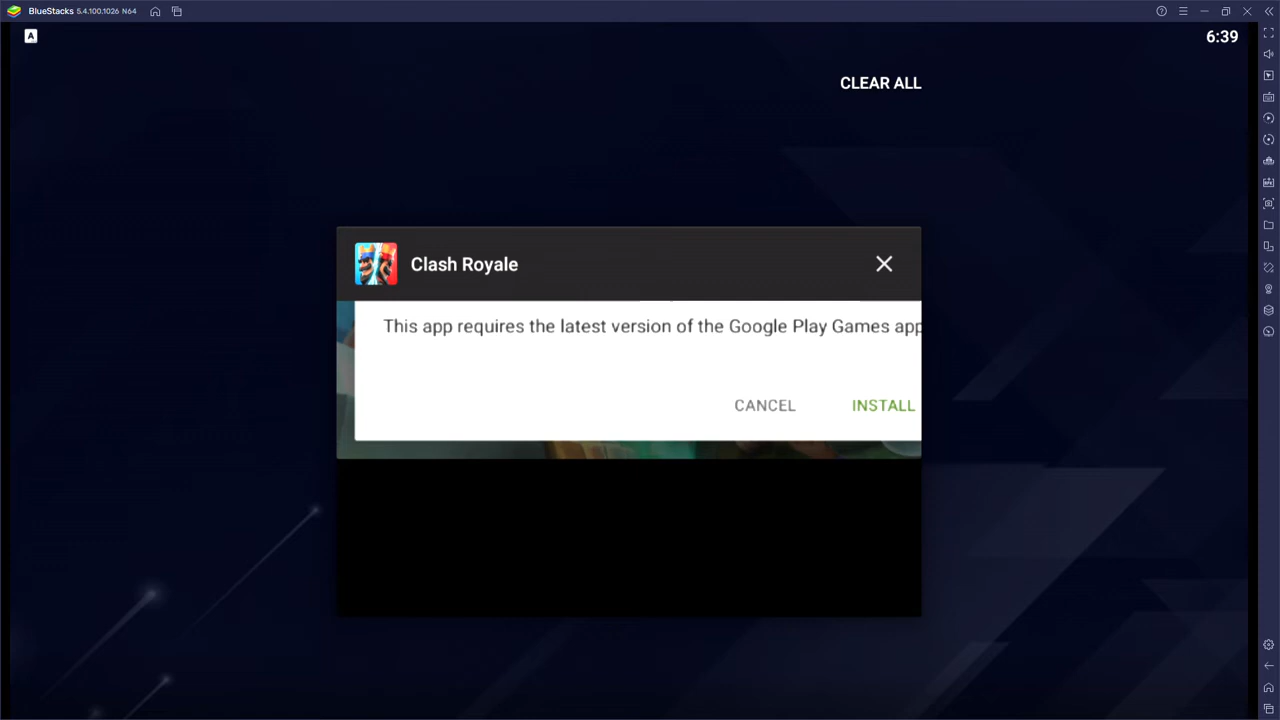 BlueStacks 5.4.100.1026 N64
A
6:39
CLEAR ALL
Clash Royale
This app requires the latest version of the Google Play Games app
CANCEL
INSTALL